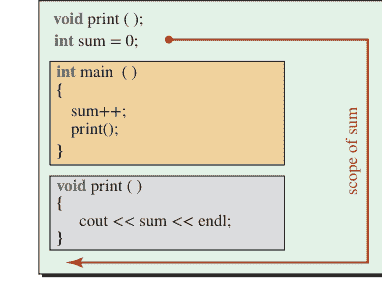 void print ( );
int sum = 0;
int main ( )
{
sum++;
print();
}
void print ( )
{
cout << sum << endl;
}
scope of sum